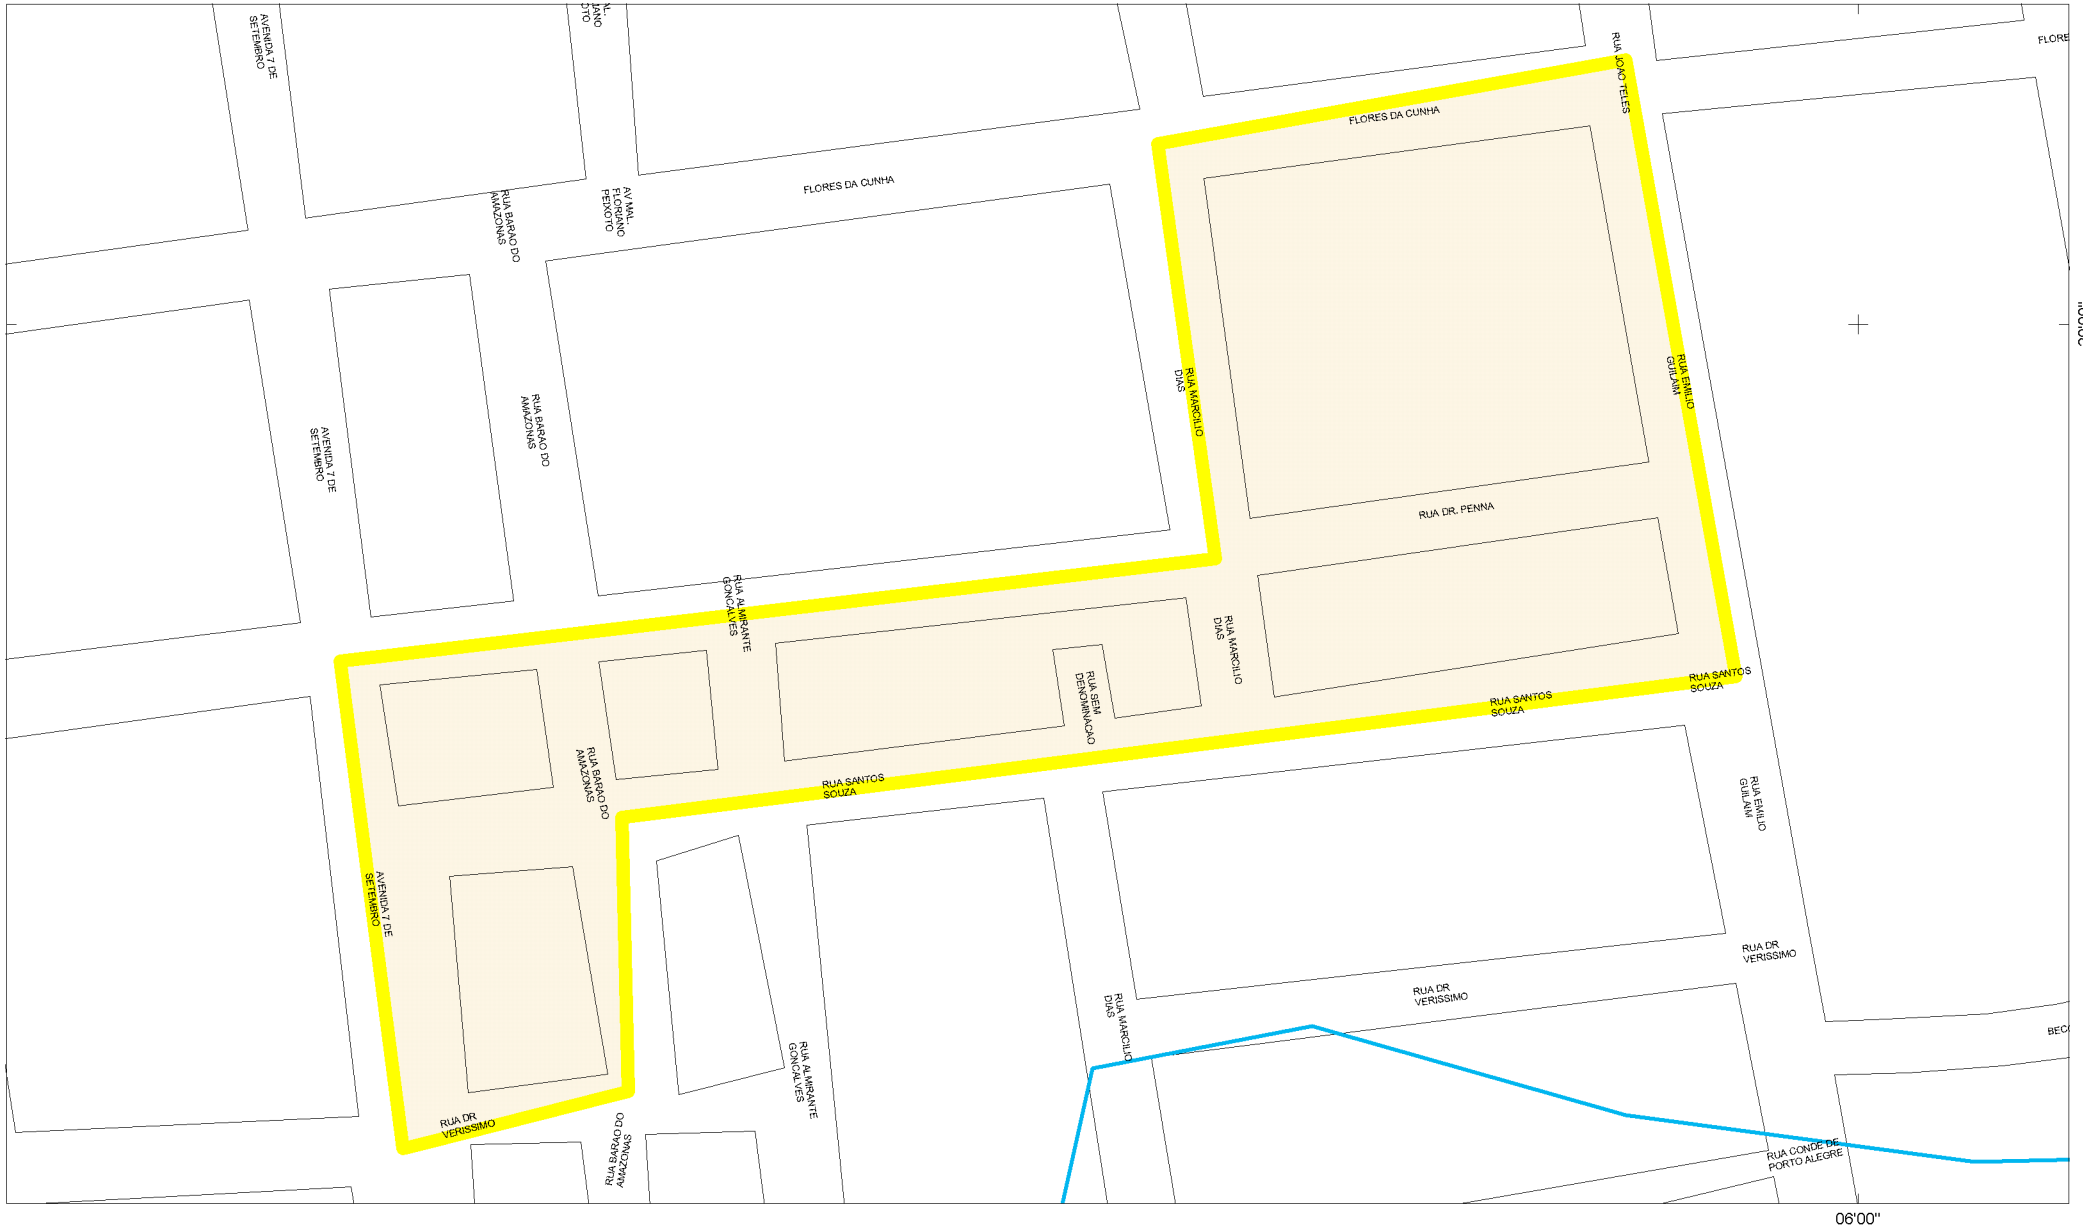 AVENIDA 7 DE
SETEMBRO
RUA JOAO TELES
FLORES DA CUNHA
RUA BARAO DO
AMAZONAS
AV MAL.
FLORIANO
PEIXOTO
FLORES DA CUNHA
RUA MARCILIO
DIAS
RUA EMILIO
GUILAIM
AVENIDA 7 DE
SETEMBRO
RUA BARAO DO
AMAZONAS
RUA DR. PENNA
RUA ALMIRANTE
GONCALVES
RUA MARCILIO
DIAS
RUA SEM
DENOMINACAO
RUA SANTOS
SOUZA
RUA SANTOS
SOUZA
RUA BARAO DO
AMAZONAS
RUA SANTOS
SOUZA
RUA EMILIO
GUILAIM
AVENIDA 7 DE
SETEMBRO
RUA DR
VERISSIMO
RUA DR
VERISSIMO
RUA MARCILIO
DIAS
RUA ALMIRANTE
GONCALVES
RUA DR
VERISSIMO
RUA BARAO DO
AMAZONAS
RUA CONDE DE
PORTO ALEGRE
06'00"